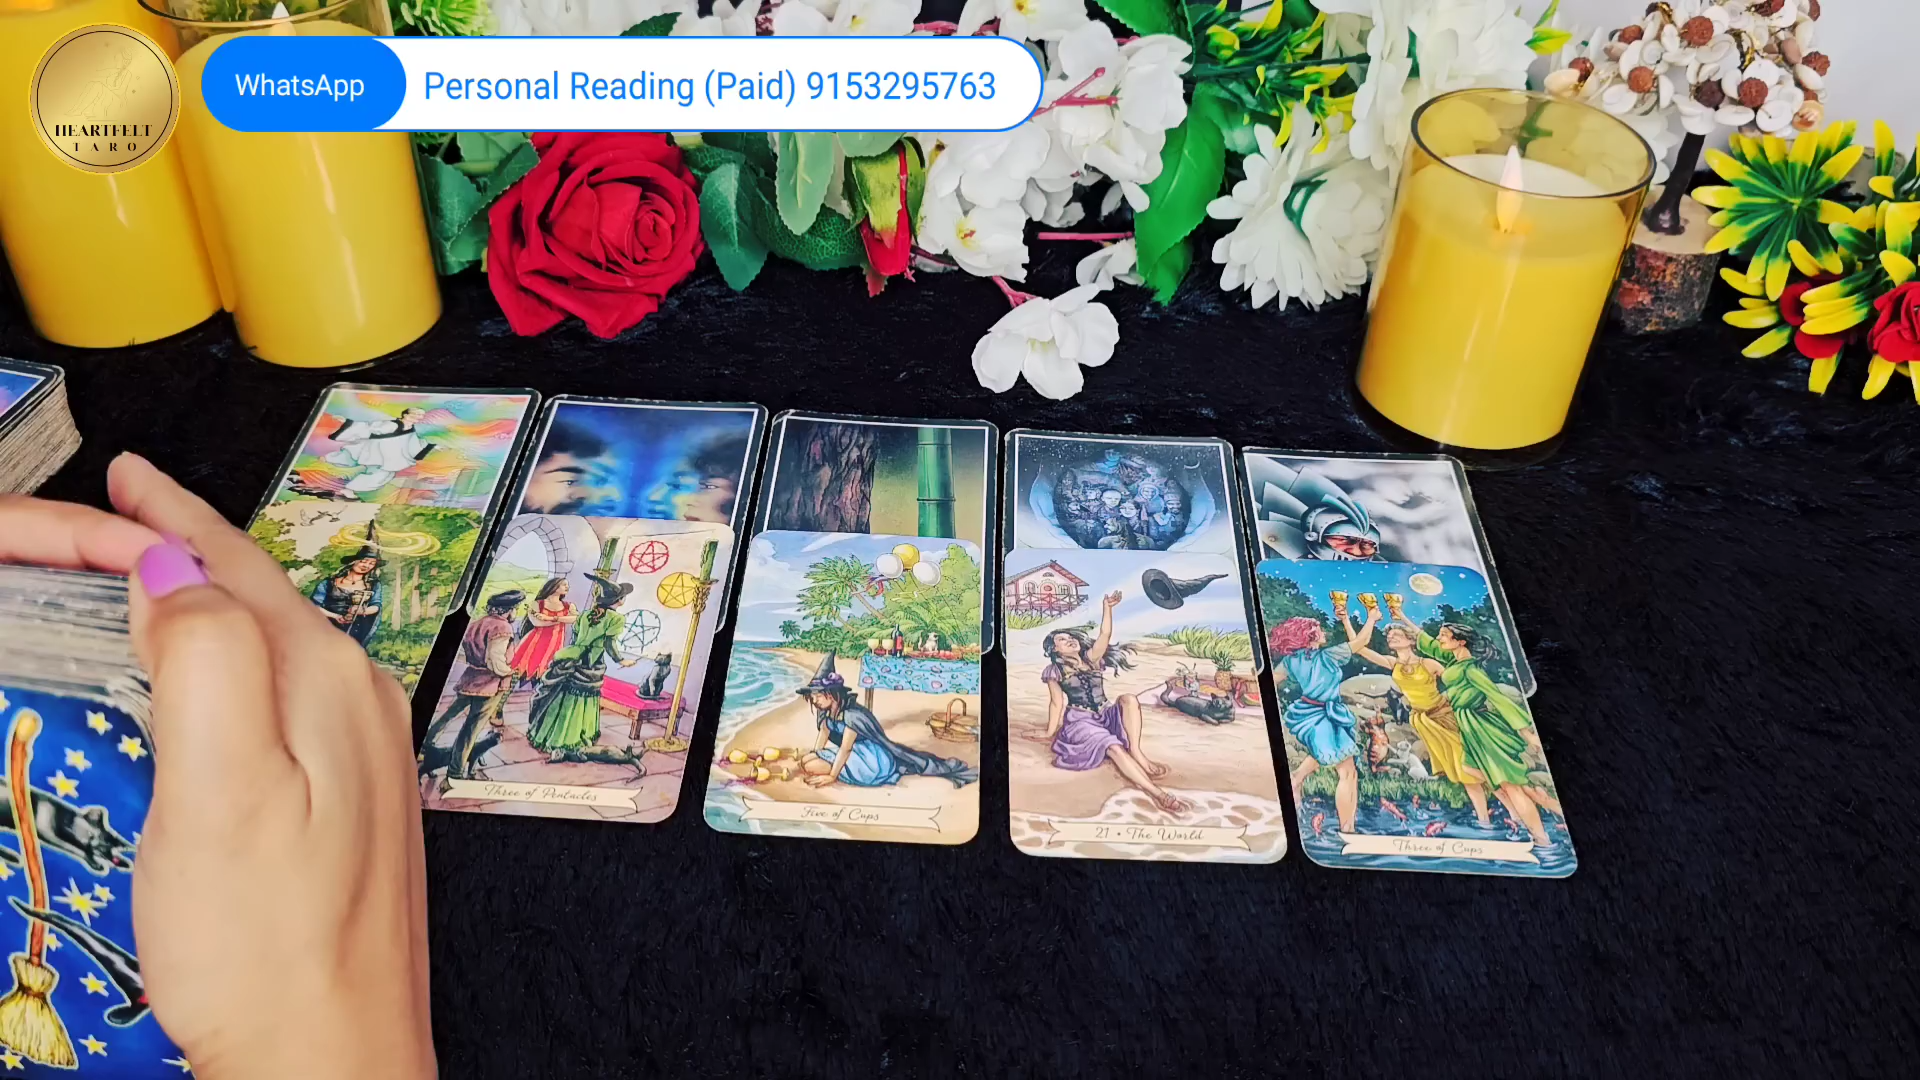 HEARTFELT
TARO
WhatsApp
Personal Reading (Paid) 9153295763
Three of Pentacles
Five of Cups
21 • The World
Three of Cups